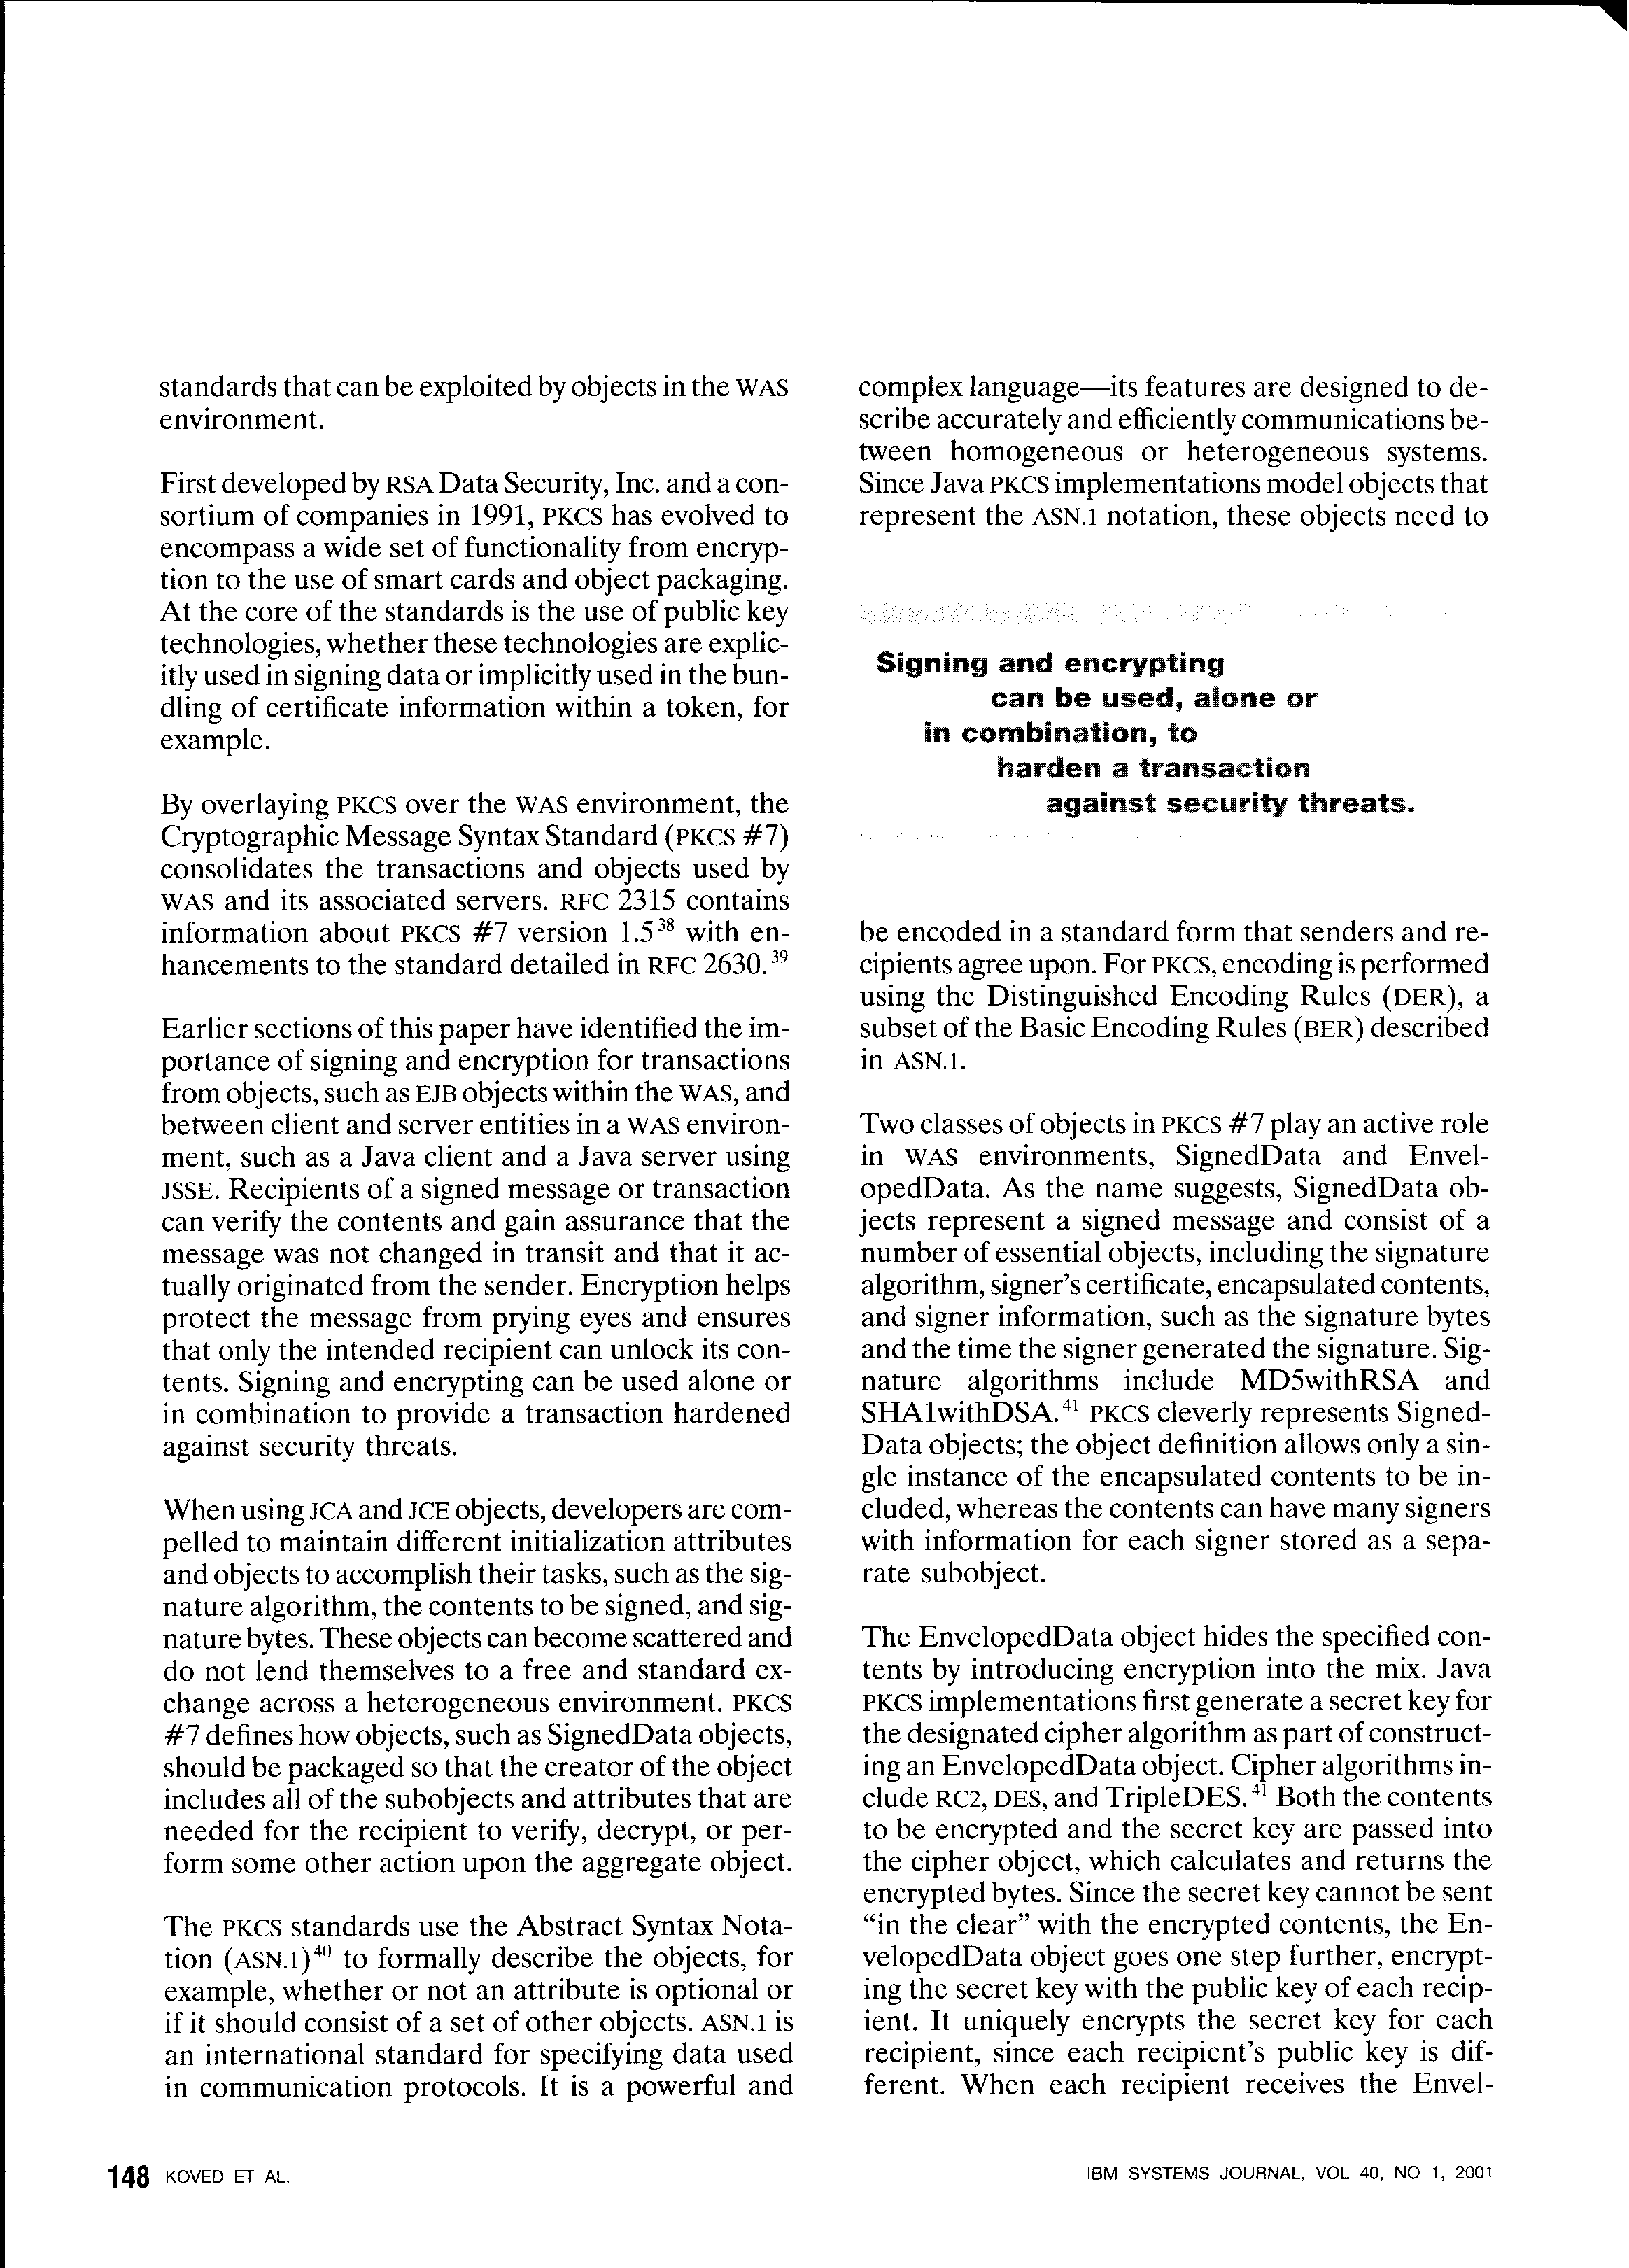 standards that can be exploited by objects in the WAS
environment.
First developed by RSA Data Security, Inc. and a con-
sortium of companies in 1991, PKCS has evolved to
encompass a wide set of functionality from encryp-
tion to the use of smart cards and object packaging.
At the core of the standards is the use of public key
technologies, whether these technologies are explic-
itly used in signing data or implicitly used in the bun-
dling of certificate information within a token, for
example.
By overlaying PKCS over the WAS environment, the
Cryptographic Message Syntax Standard (PKCS #7)
consolidates the transactions and objects used by
WAS and its associated servers. RFC 2315 contains
information about PKCS #7 version 1.5³⁸ with en-
hancements to the standard detailed in RFC 2630.³⁹
Earlier sections of this paper have identified the im-
portance of signing and encryption for transactions
from objects, such as EJB objects within the WAS, and
between client and server entities in a WAS environ-
ment, such as a Java client and a Java server using
JSSE. Recipients of a signed message or transaction
can verify the contents and gain assurance that the
message was not changed in transit and that it ac-
tually originated from the sender. Encryption helps
protect the message from prying eyes and ensures
that only the intended recipient can unlock its con-
tents. Signing and encrypting can be used alone or
in combination to provide a transaction hardened
against security threats.
When using JCA and JCE objects, developers are com-
pelled to maintain different initialization attributes
and objects to accomplish their tasks, such as the sig-
nature algorithm, the contents to be signed, and sig-
nature bytes. These objects can become scattered and
do not lend themselves to a free and standard ex-
change across a heterogeneous environment. PKCS
#7 defines how objects, such as SignedData objects,
should be packaged so that the creator of the object
includes all of the subobjects and attributes that are
needed for the recipient to verify, decrypt, or per-
form some other action upon the aggregate object.
The PKCS standards use the Abstract Syntax Nota-
tion (ASN.1)⁴⁰ to formally describe the objects, for
example, whether or not an attribute is optional or
if it should consist of a set of other objects. ASN.1 is
an international standard for specifying data used
in communication protocols. It is a powerful and
complex language—its features are designed to de-
scribe accurately and efficiently communications be-
tween homogeneous or heterogeneous systems.
Since Java PKCS implementations model objects that
represent the ASN.1 notation, these objects need to
Signing and encrypting
can be used, alone or
in combination, to
harden a transaction
against security threats.
be encoded in a standard form that senders and re-
cipients agree upon. For PKCS, encoding is performed
using the Distinguished Encoding Rules (DER), a
subset of the Basic Encoding Rules (BER) described
in ASN.1.
Two classes of objects in PKCS #7 play an active role
in WAS environments, SignedData and Envel-
opedData. As the name suggests, SignedData ob-
jects represent a signed message and consist of a
number of essential objects, including the signature
algorithm, signer's certificate, encapsulated contents,
and signer information, such as the signature bytes
and the time the signer generated the signature. Sig-
nature algorithms include MD5withRSA and
SHA1withDSA.⁴¹ PKCS cleverly represents Signed-
Data objects; the object definition allows only a sin-
gle instance of the encapsulated contents to be in-
cluded, whereas the contents can have many signers
with information for each signer stored as a sepa-
rate subobject.
The EnvelopedData object hides the specified con-
tents by introducing encryption into the mix. Java
PKCS implementations first generate a secret key for
the designated cipher algorithm as part of construct-
ing an EnvelopedData object. Cipher algorithms in-
clude RC2, DES, and TripleDES.⁴¹ Both the contents
to be encrypted and the secret key are passed into
the cipher object, which calculates and returns the
encrypted bytes. Since the secret key cannot be sent
“in the clear” with the encrypted contents, the En-
velopedData object goes one step further, encrypt-
ing the secret key with the public key of each recip-
ient. It uniquely encrypts the secret key for each
recipient, since each recipient's public key is dif-
ferent. When each recipient receives the Envel-
148 KOVED ET AL.
IBM SYSTEMS JOURNAL, VOL 40, NO 1, 2001